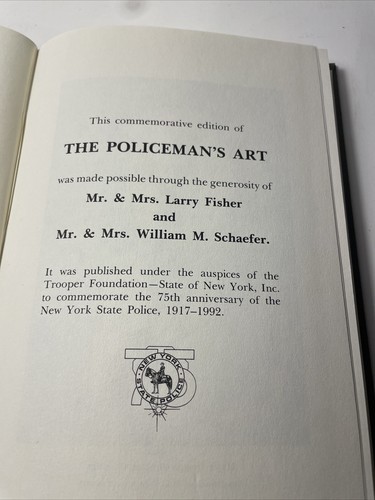 This commemorative edition of
THE POLICEMAN'S ART
was made possible through the generosity of
Mr. & Mrs. Larry Fisher
and
Mr. & Mrs. William M. Schaefer.
It was published under the auspices of the
Trooper Foundation—State of New York, Inc.
to commemorate the 75th anniversary of the
New York State Police, 1917–1992.
75
NEW YORK
STATE POLICE